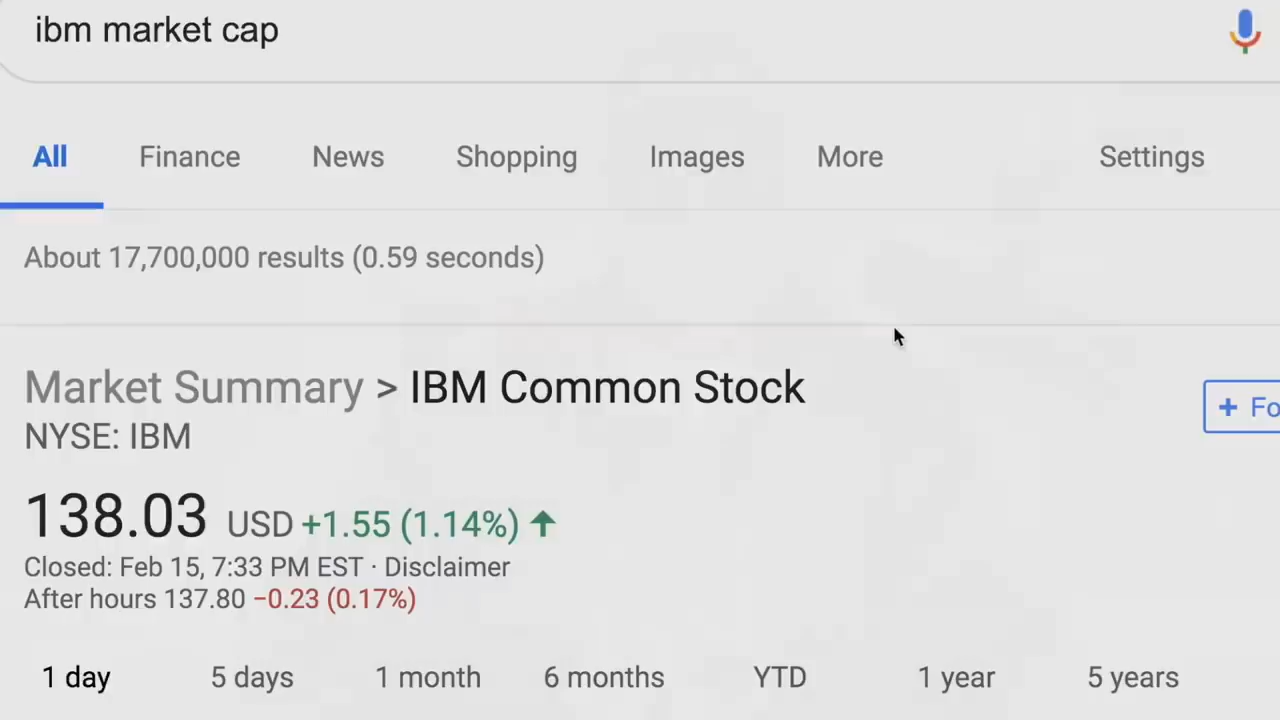 ibm market cap
All Finance News Shopping Images More Settings
About 17,700,000 results (0.59 seconds)
Market Summary > IBM Common Stock
NYSE: IBM
+ Fo
138.03 USD +1.55 (1.14%) ↑
Closed: Feb 15, 7:33 PM EST · Disclaimer
After hours 137.80 −0.23 (0.17%)
1 day 5 days 1 month 6 months YTD 1 year 5 years